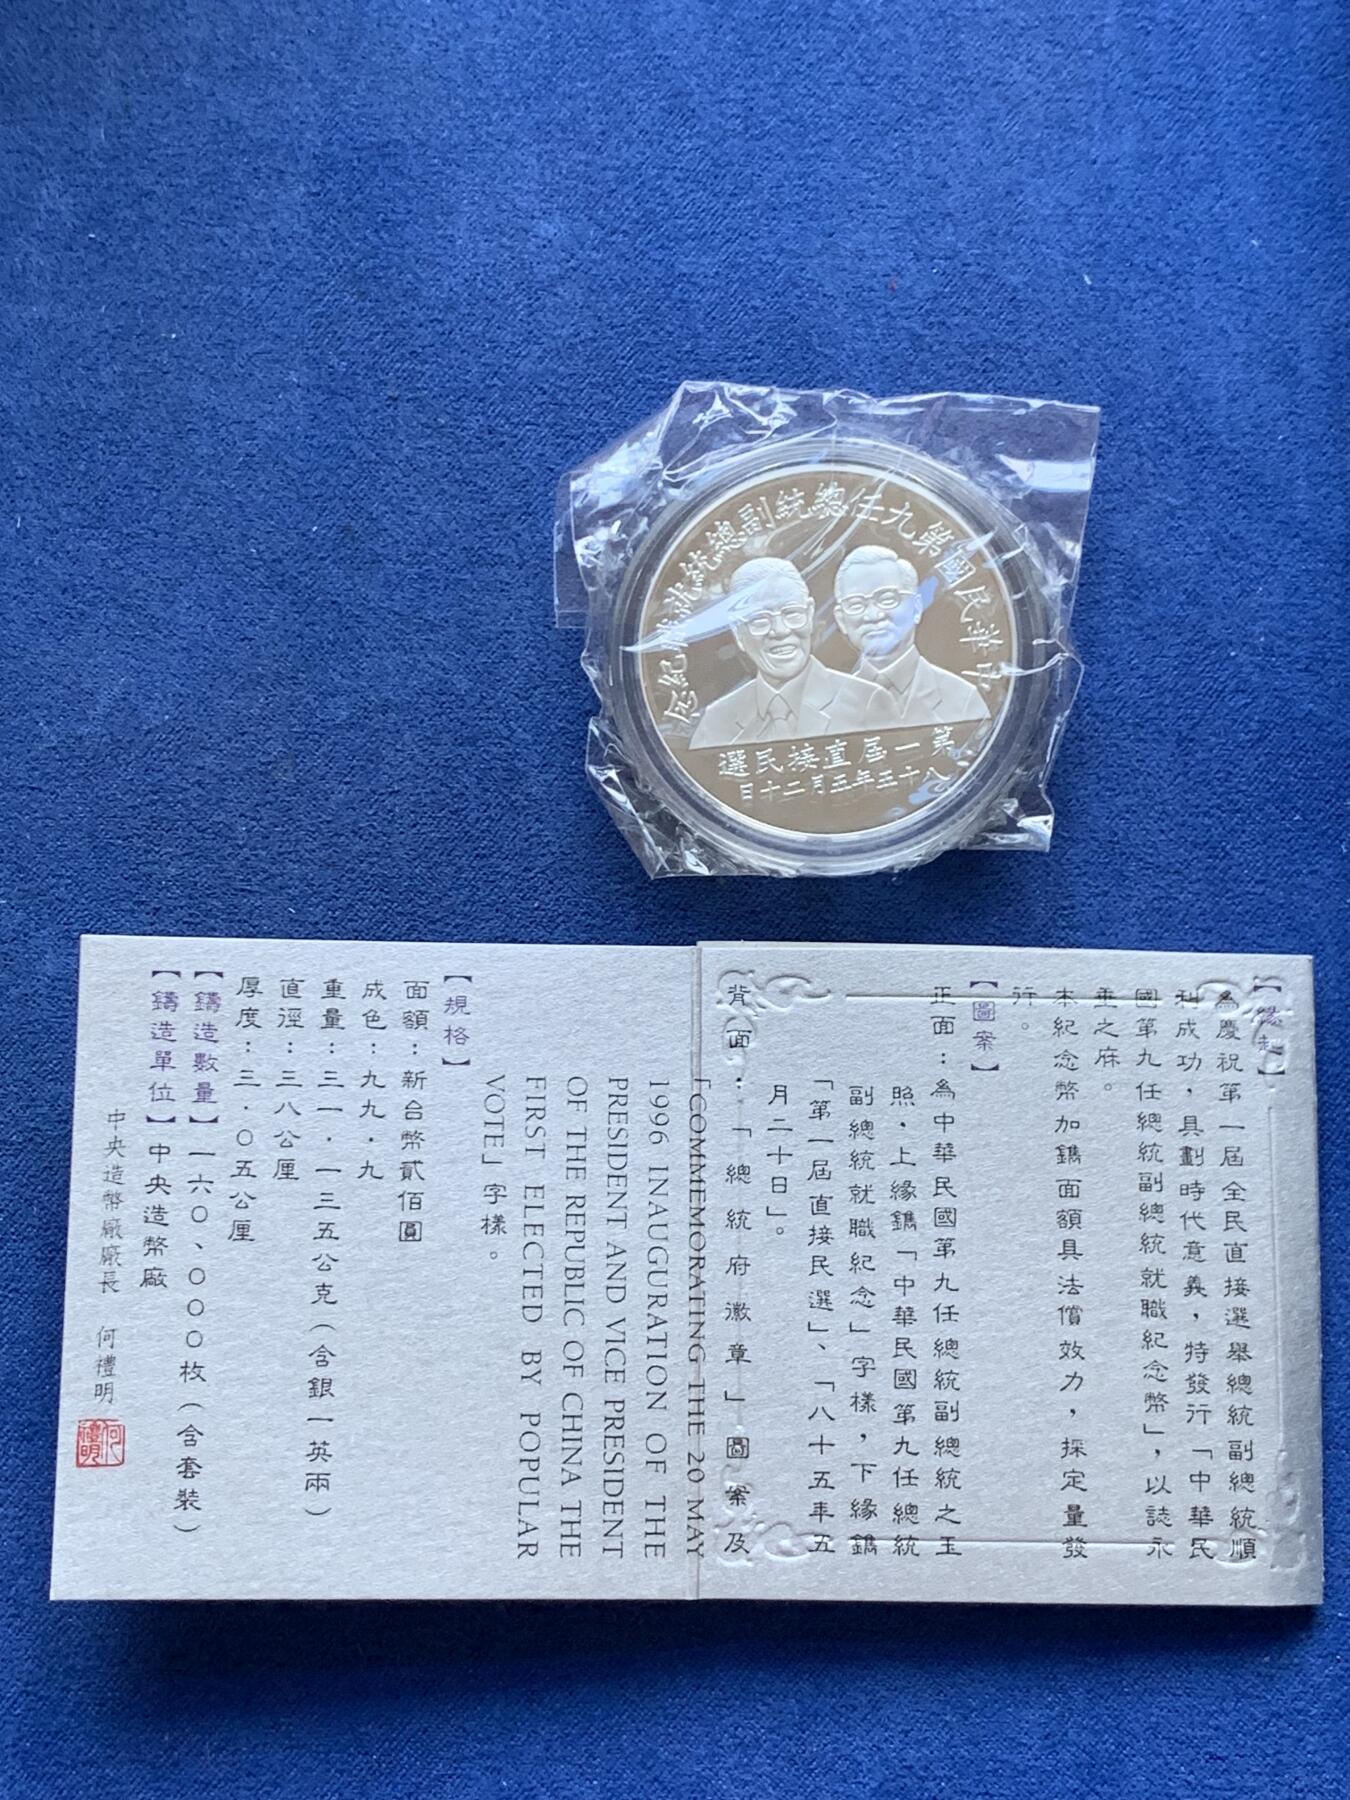 中華民國第九任總統副總統就職紀念
第一屆直接民選
八十五年五月二十日
【緣起】
為慶祝第一屆全民直接選舉總統副總統順
利成功，具劃時代意義，特發行「中華民
國第九任總統副總統就職紀念幣」，以誌永
垂之庥。
本紀念幣加鐫面額具法償效力，採定量發
行。
【圖案】
正面：為中華民國第九任總統副總統之玉
照，上緣鐫「中華民國第九任總統
副總統就職紀念」字樣，下緣鐫
「第一屆直接民選」、「八十五年五
月二十日」。
背面：「總統府徽章」圖案及
「COMMEMORATING THE 20 MAY
1996 INAUGURATION OF THE
PRESIDENT AND VICE PRESIDENT
OF THE REPUBLIC OF CHINA THE
FIRST ELECTED BY POPULAR
VOTE」字樣。
【規格】
面額：新台幣貳佰圓
成色：九九．九
重量：三一．一三五公克（含銀一英兩）
直徑：三八公厘
厚度：三．〇五公厘
【鑄造數量】一六〇、〇〇〇枚（含套裝）
【鑄造單位】中央造幣廠
中央造幣廠廠長 何禮明
何禮明